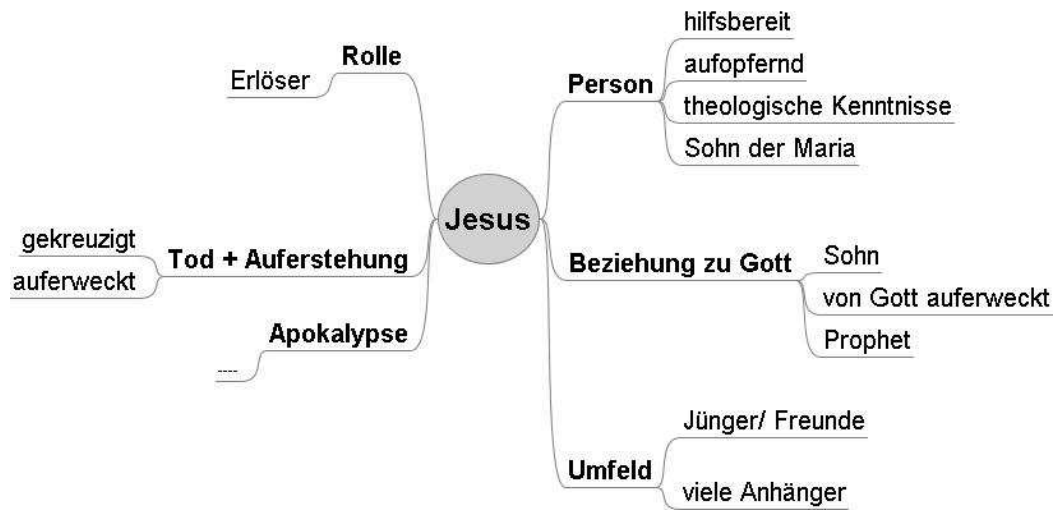 Jesus
Rolle
Erlöser
Tod + Auferstehung
gekreuzigt
auferweckt
Apokalypse
----
Person
hilfsbereit
aufopfernd
theologische Kenntnisse
Sohn der Maria
Beziehung zu Gott
Sohn
von Gott auferweckt
Prophet
Umfeld
Jünger/ Freunde
viele Anhänger